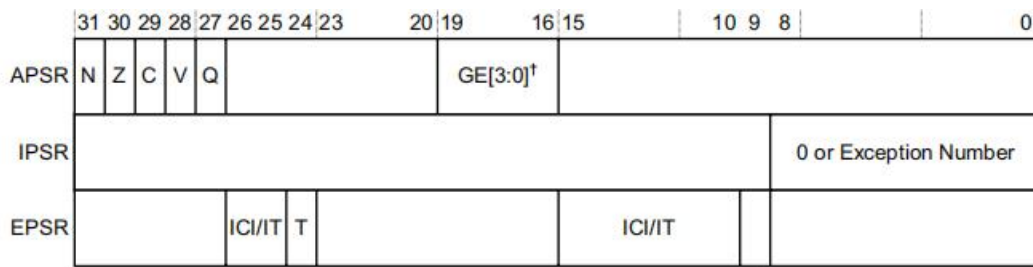 31 30 29 28 27 26 25 24 23 20 19 16 15 10 9 8 0
APSR N Z C V Q GE[3:0]†
IPSR 0 or Exception Number
EPSR ICI/IT T ICI/IT